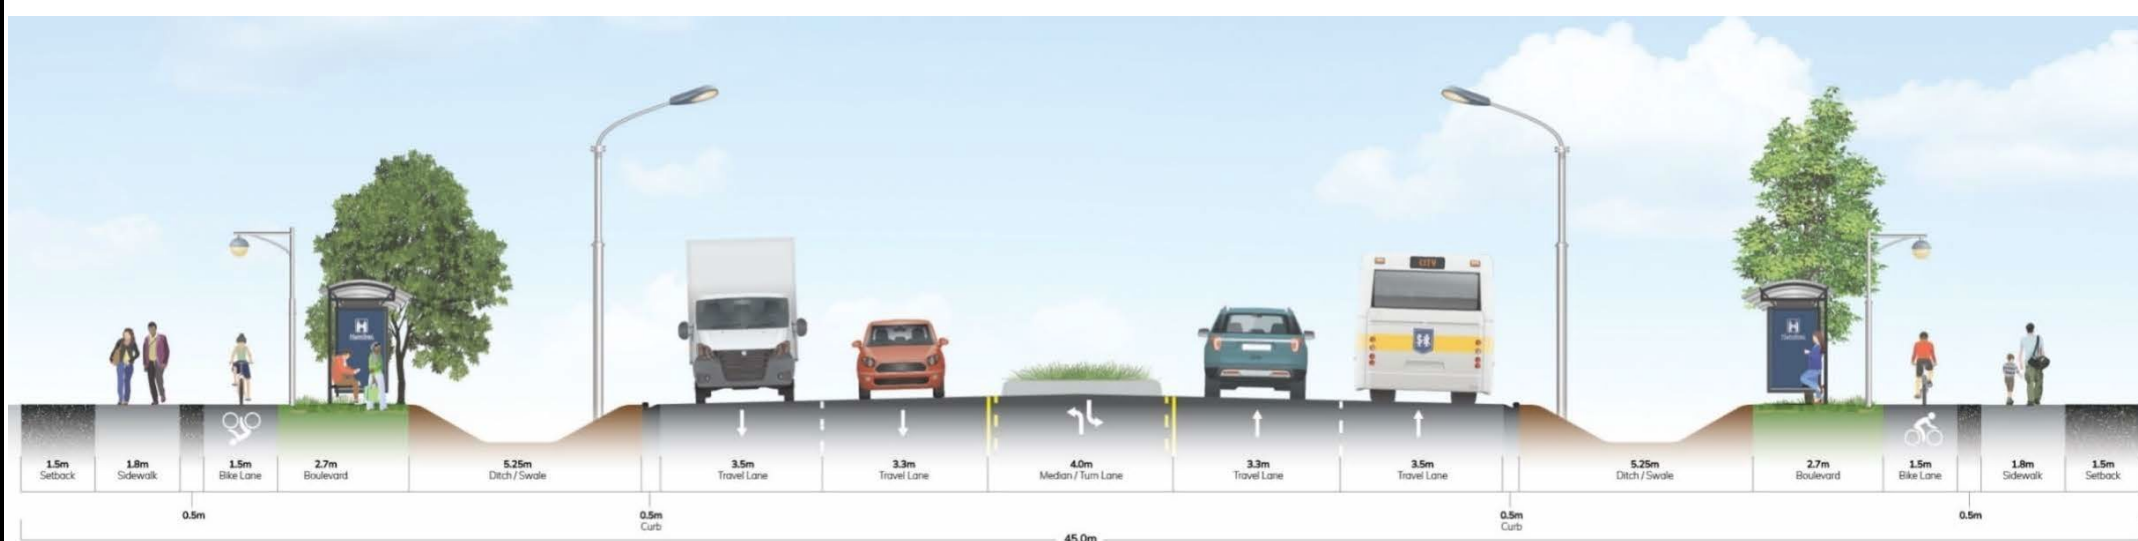 CITY
H
Hamilton
H
Hamilton
1.5m
Setback
1.8m
Sidewalk
1.5m
Bike Lane
2.7m
Boulevard
5.25m
Ditch / Swale
3.5m
Travel Lane
3.3m
Travel Lane
4.0m
Median / Turn Lane
3.3m
Travel Lane
3.5m
Travel Lane
5.25m
Ditch / Swale
2.7m
Boulevard
1.5m
Bike Lane
1.8m
Sidewalk
1.5m
Setback
0.5m
0.5m
Curb
0.5m
Curb
0.5m
45.0m